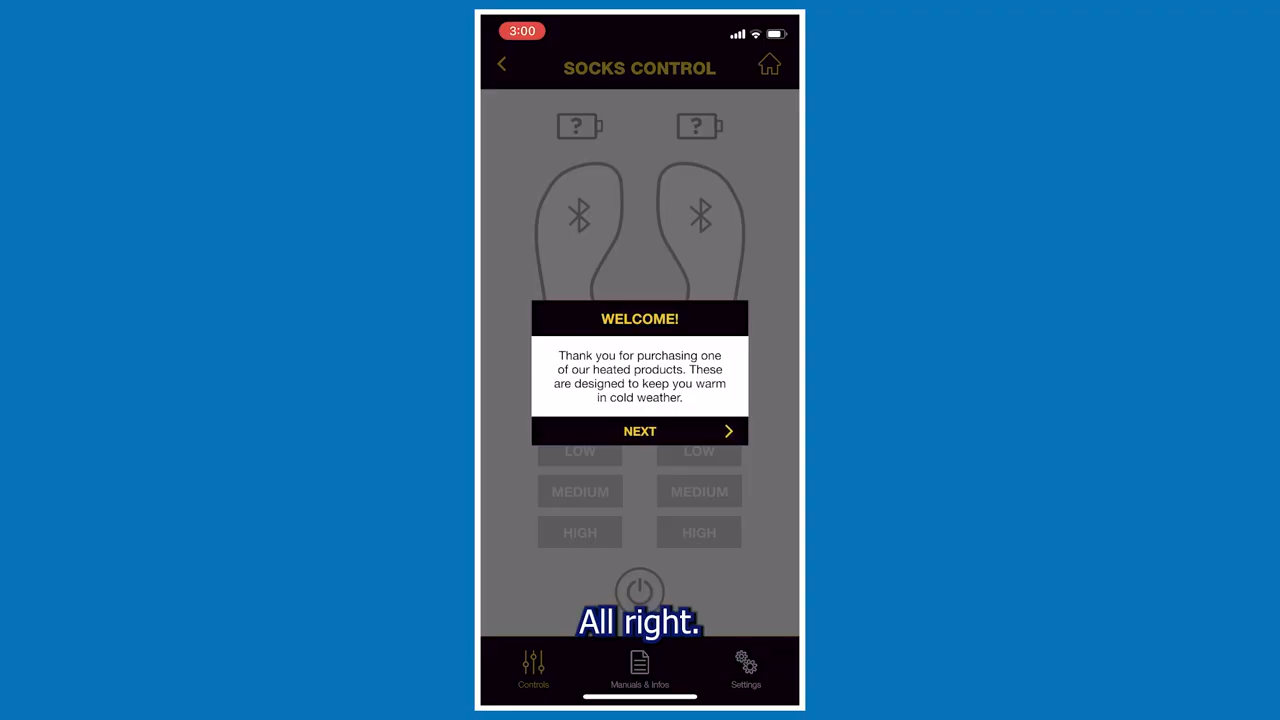 3:00
SOCKS CONTROL
? ?
WELCOME!
Thank you for purchasing one
of our heated products. These
are designed to keep you warm
in cold weather.
NEXT
LOW LOW
MEDIUM MEDIUM
HIGH HIGH
All right.
Controls Manuals & Infos Settings